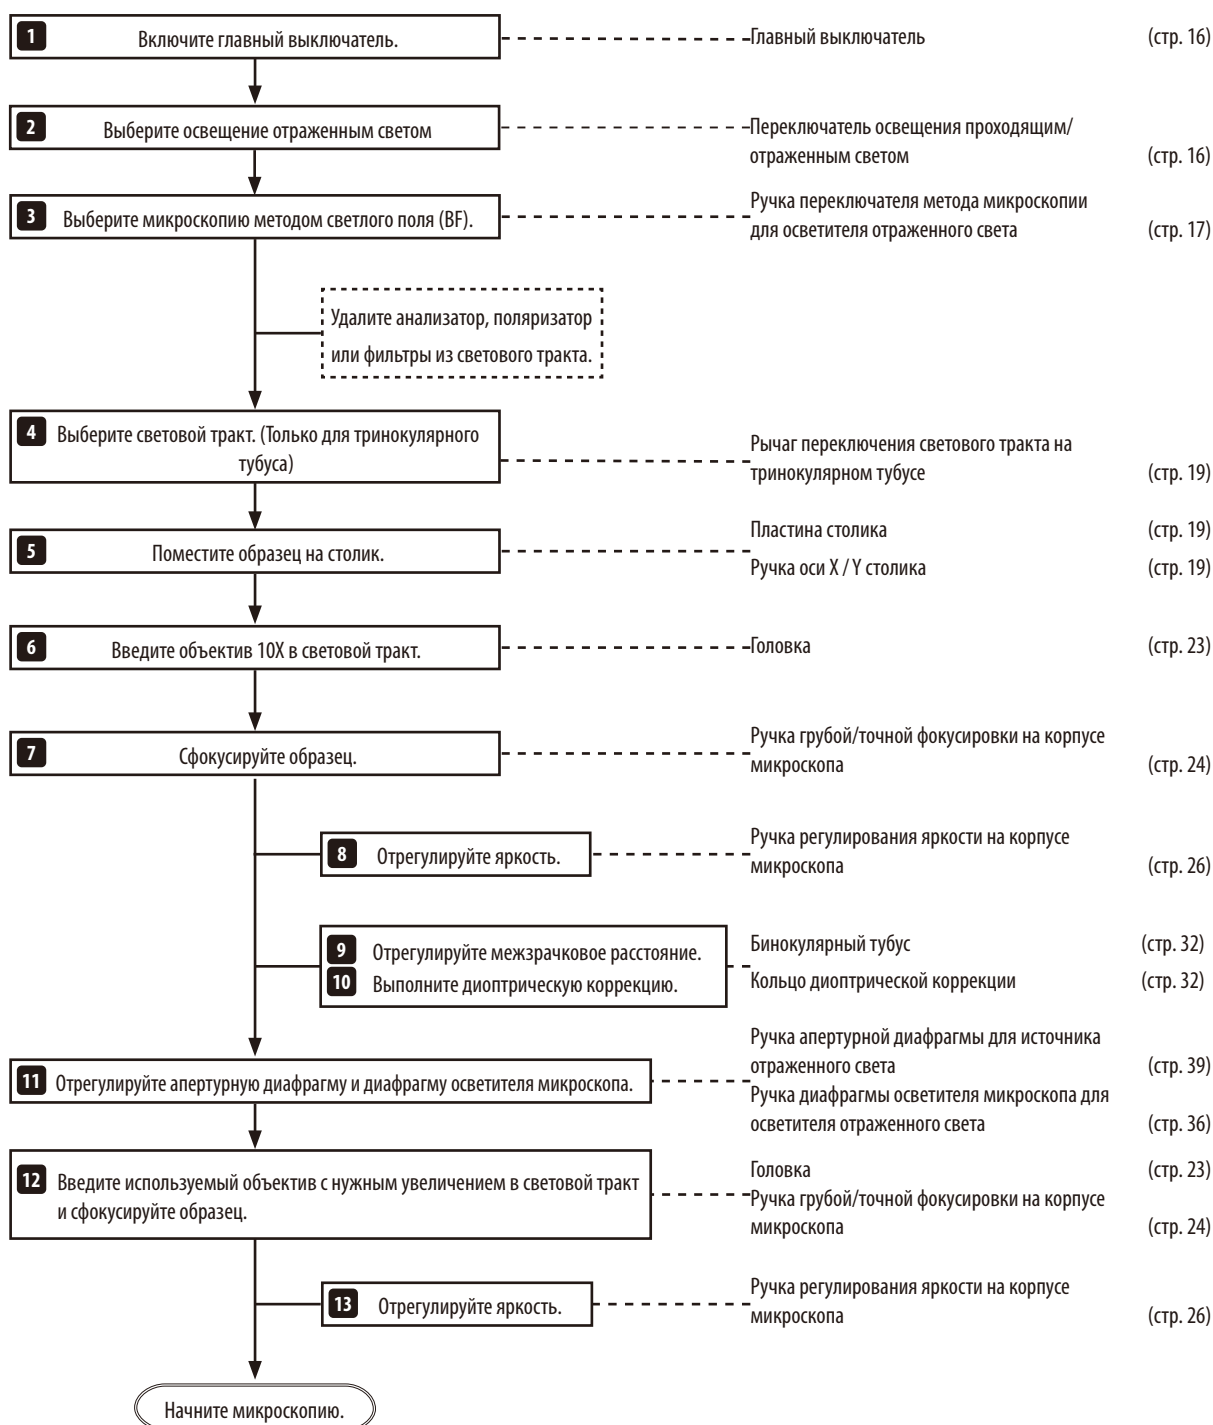 1 Включите главный выключатель.
Главный выключатель (стр. 16)
2 Выберите освещение отраженным светом
Переключатель освещения проходящим/
отраженным светом (стр. 16)
3 Выберите микроскопию методом светлого поля (BF).
Ручка переключателя метода микроскопии
для осветителя отраженного света (стр. 17)
Удалите анализатор, поляризатор
или фильтры из светового тракта.
4 Выберите световой тракт. (Только для тринокулярного
тубуса)
Рычаг переключения светового тракта на
тринокулярном тубусе (стр. 19)
5 Поместите образец на столик.
Пластина столика (стр. 19)
Ручка оси X / Y столика (стр. 19)
6 Введите объектив 10X в световой тракт.
Головка (стр. 23)
7 Сфокусируйте образец.
Ручка грубой/точной фокусировки на корпусе
микроскопа (стр. 24)
8 Отрегулируйте яркость.
Ручка регулирования яркости на корпусе
микроскопа (стр. 26)
9 Отрегулируйте межзрачковое расстояние.
10 Выполните диоптрическую коррекцию.
Бинокулярный тубус (стр. 32)
Кольцо диоптрической коррекции (стр. 32)
11 Отрегулируйте апертурную диафрагму и диафрагму осветителя микроскопа.
Ручка апертурной диафрагмы для источника
отраженного света (стр. 39)
Ручка диафрагмы осветителя микроскопа для
осветителя отраженного света (стр. 36)
12 Введите используемый объектив с нужным увеличением в световой тракт
и сфокусируйте образец.
Головка (стр. 23)
Ручка грубой/точной фокусировки на корпусе
микроскопа (стр. 24)
13 Отрегулируйте яркость.
Ручка регулирования яркости на корпусе
микроскопа (стр. 26)
Начните микроскопию.